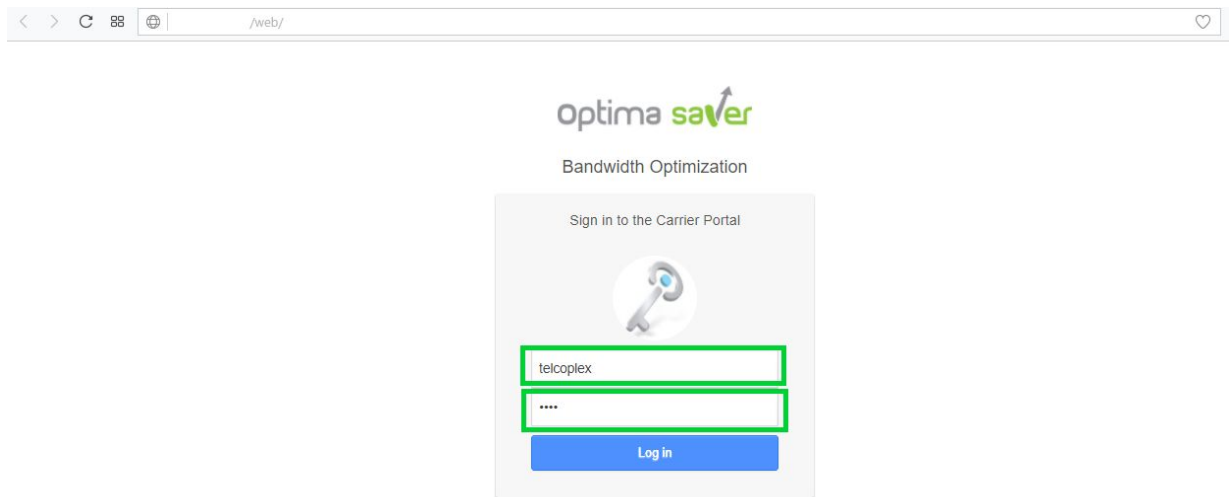 /web/
Optima saver
Bandwidth Optimization
Sign in to the Carrier Portal
telcoplex
••••
Log in